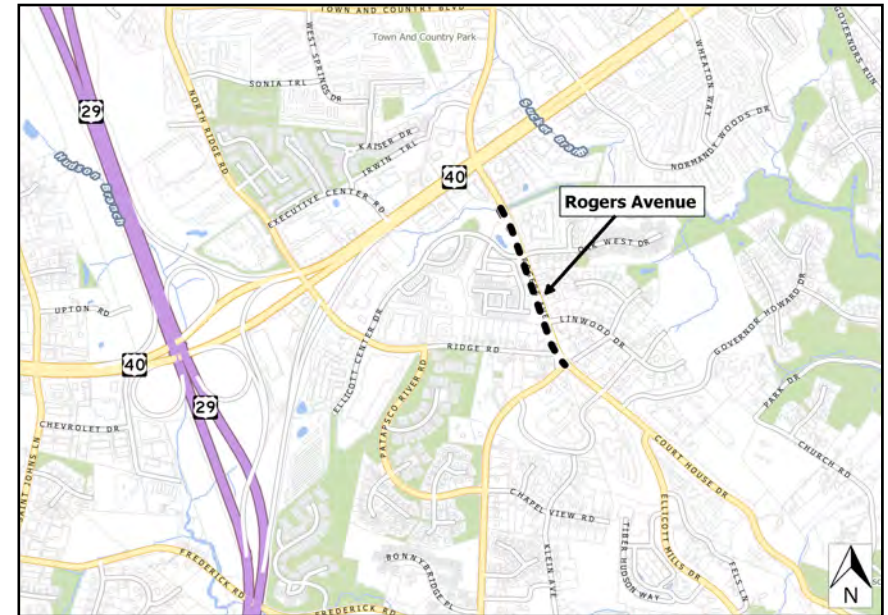 TOWN AND COUNTRY BLVD
Town And Country Park
WEST SPRINGS DR
SONIA TRL
WHEATON WAY
GOVERNORS RUN
29
NORTH RIDGE RD
Sucker Branch
Hudson Branch
KAISER DR
IRWIN TRL
NORMANDY WOODS DR
40
EXECUTIVE CENTER RD
Rogers Avenue
WEST DR
UPTON RD
LINWOOD DR
GOVERNOR HOWARD DR
ELLICOTT CENTER DR
RIDGE RD
40
29
PATAPSCO RIVER RD
PARK DR
CHEVROLET DR
SAINT JOHNS LN
COURT HOUSE DR
CHURCH RD
CHAPEL VIEW RD
ELLICOTT MILLS DR
FREDERICK RD
BONNYBRIDGE PL
KLEIN AVE
TIBER HUDSON WAY
FELS LN
FREDERICK RD
N